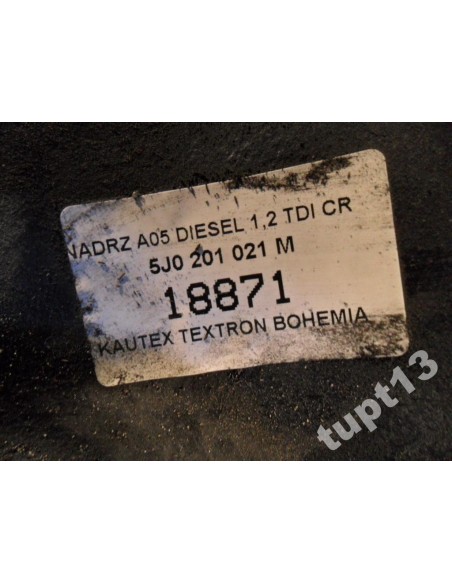 NADRZ A05 DIESEL 1,2 TDI CR
5J0 201 021 M
18871
KAUTEX TEXTRON BOHEMIA
tupt13